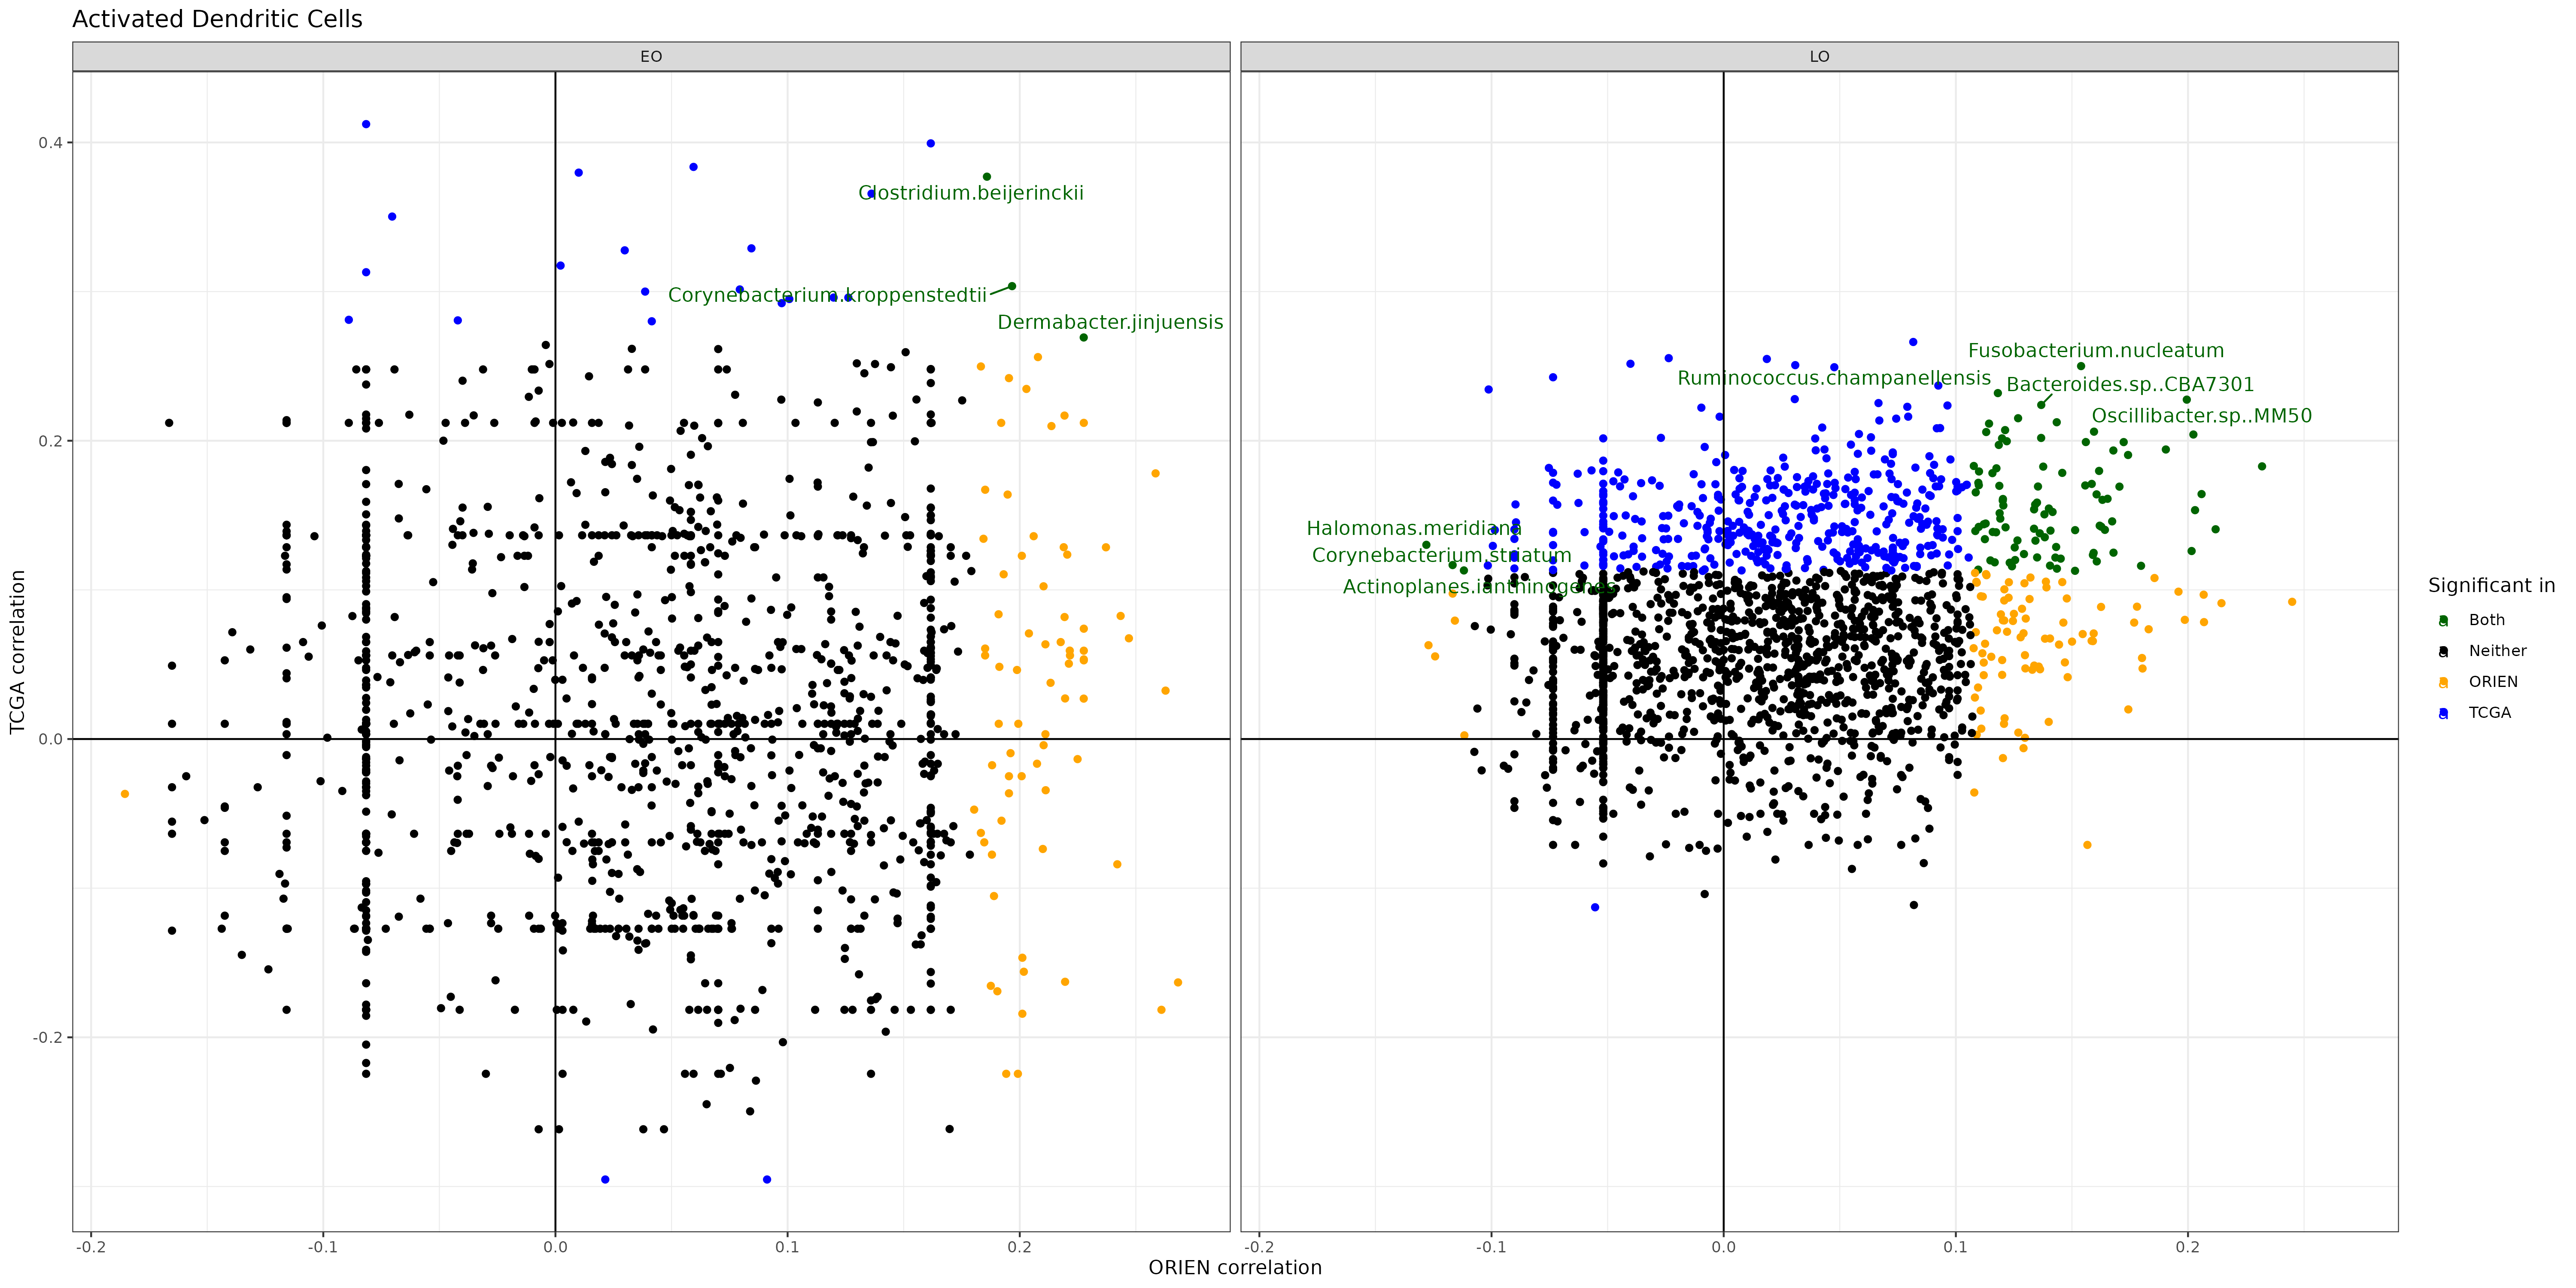 Activated Dendritic Cells
EO
LO
TCGA correlation
0.4
0.2
0.0
-0.2
Clostridium.beijerinckii
Corynebacterium.kroppenstedtii
Dermabacter.jinjuensis
Fusobacterium.nucleatum
Ruminococcus.champanellensis
Bacteroides.sp..CBA7301
Oscillibacter.sp..MM50
Halomonas.meridiana
Corynebacterium.striatum
Actinoplanes.ianthinogenes
-0.2
-0.1
0.0
0.1
0.2
-0.2
-0.1
0.0
0.1
0.2
ORIEN correlation
Significant in
a Both
a Neither
a ORIEN
a TCGA